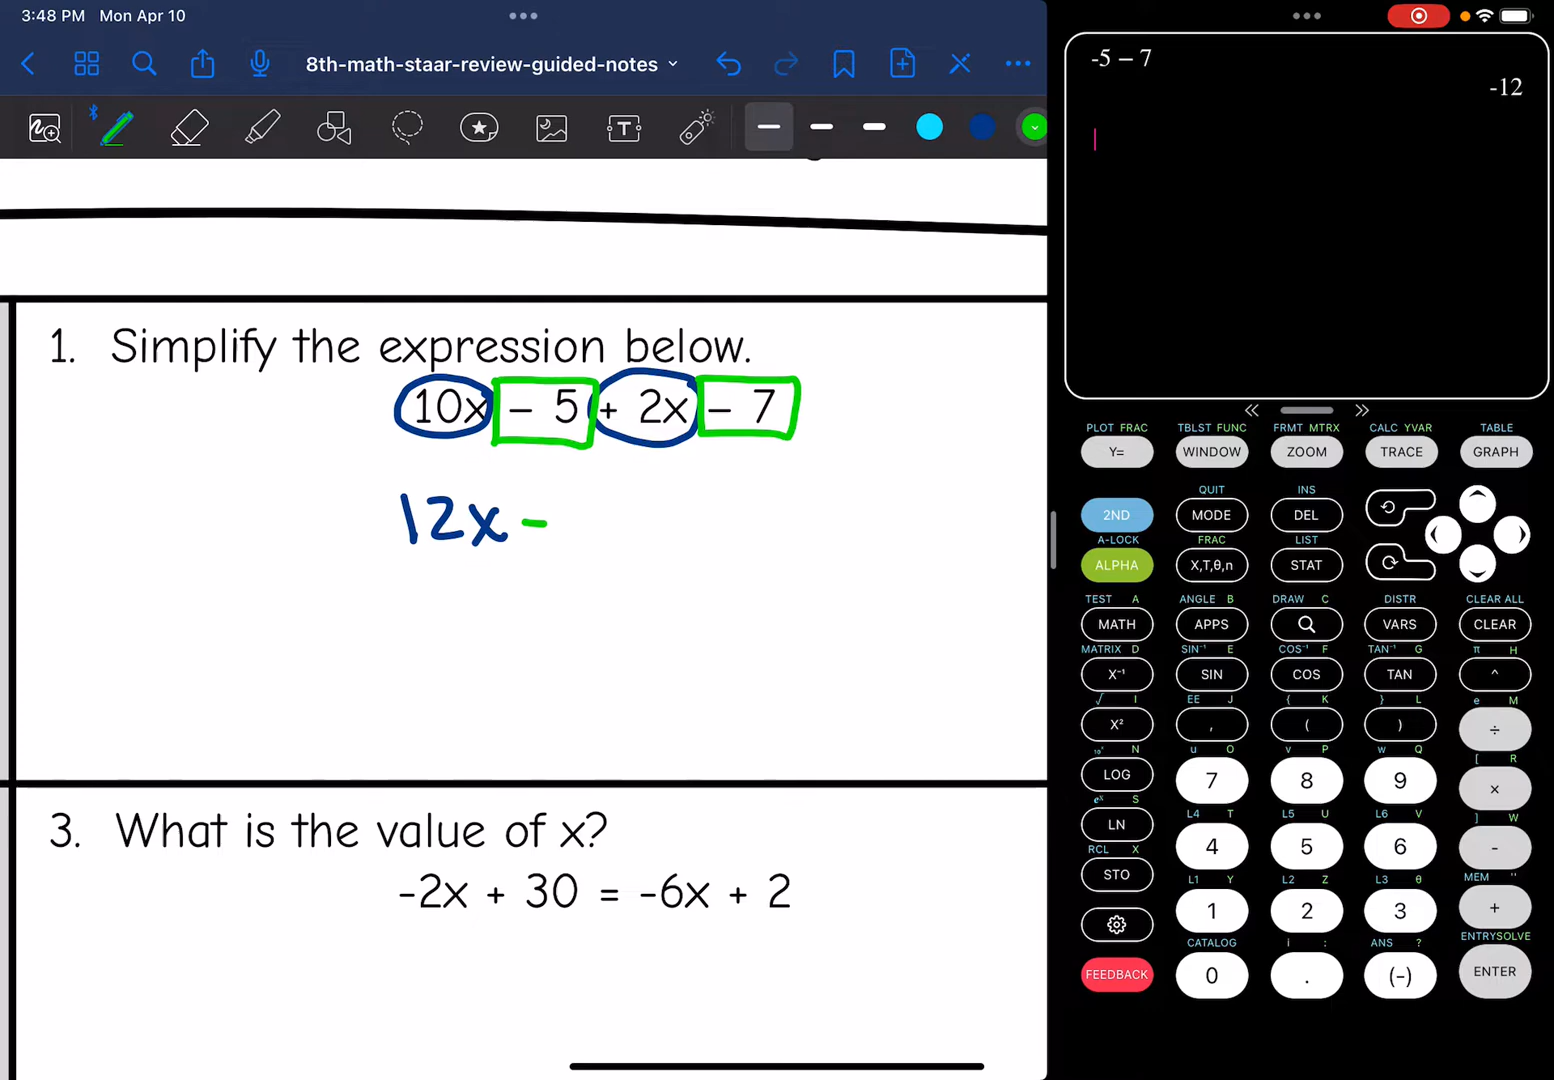 3:48 PM Mon Apr 10
8th-math-staar-review-guided-notes
T
1. Simplify the expression below.
10x – 5 + 2x – 7
12x -
3. What is the value of x?
-2x + 30 = -6x + 2
-5 – 7
-12
PLOT FRAC TBLST FUNC FRMT MTRX CALC YVAR TABLE
Y= WINDOW ZOOM TRACE GRAPH
QUIT INS
2ND MODE DEL
A-LOCK FRAC LIST
ALPHA X,T,θ,n STAT
TEST A ANGLE B DRAW C DISTR CLEAR ALL
MATH APPS VARS CLEAR
MATRIX D SIN⁻¹ E COS⁻¹ F TAN⁻¹ G π H
X⁻¹ SIN COS TAN ^
√ I EE J { K } L e M
X² , ( ) ÷
10ˣ N u O v P w Q [ R
LOG 7 8 9 ×
eˣ S L4 T L5 U L6 V ] W
LN 4 5 6 -
RCL X L1 Y L2 Z L3 θ MEM "
STO 1 2 3 +
CATALOG i : ANS ? ENTRY SOLVE
FEEDBACK 0 . (-) ENTER